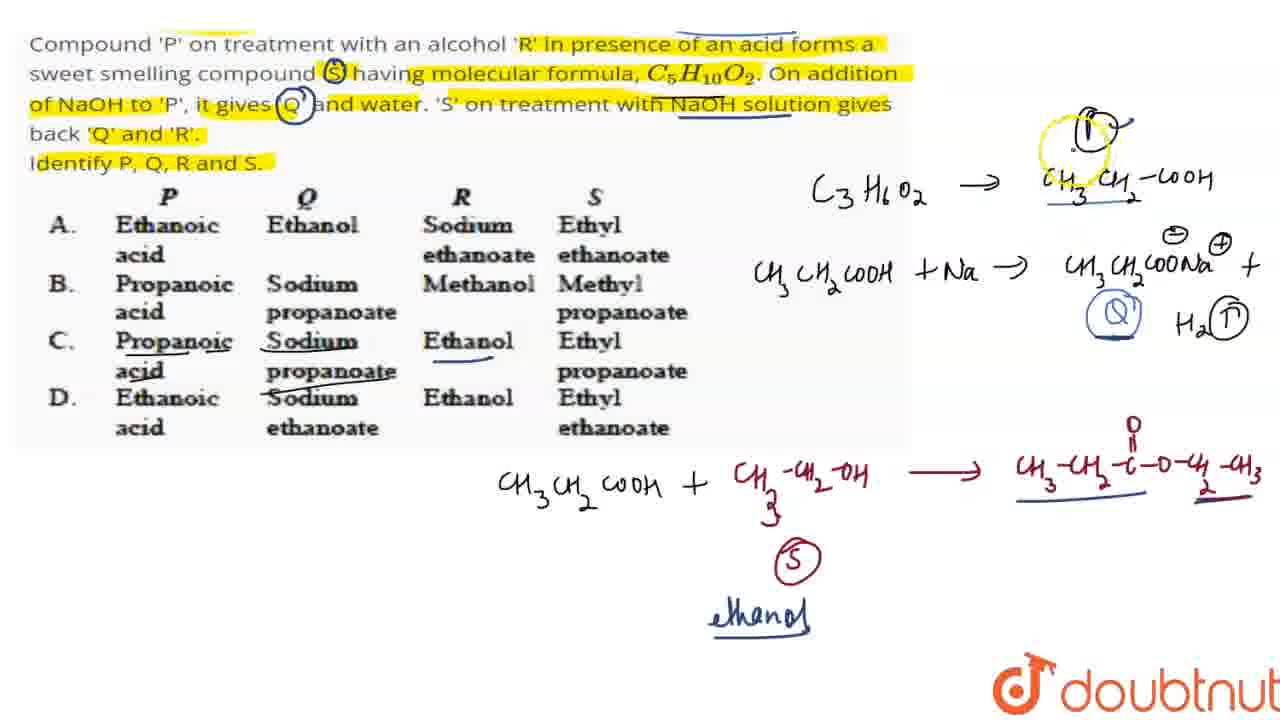 Compound 'P' on treatment with an alcohol 'R' in presence of an acid forms a
sweet smelling compound 'S' having molecular formula, C5H10O2. On addition
of NaOH to 'P', it gives 'Q' and water. 'S' on treatment with NaOH solution gives
back 'Q' and 'R'.
Identify P, Q, R and S.
P Q R S
A. Ethanoic Ethanol Sodium Ethyl
acid ethanoate ethanoate
B. Propanoic Sodium Methanol Methyl
acid propanoate propanoate
C. Propanoic Sodium Ethanol Ethyl
acid propanoate propanoate
D. Ethanoic Sodium Ethanol Ethyl
acid ethanoate ethanoate
P
C3H6O2 → CH3CH2-COOH
CH3CH2COOH + Na → CH3CH2COO⊖Na⊕ +
Q H2↑
O
CH3CH2COOH + CH3-CH2-OH → CH3-CH2-C-O-CH2-CH3
3
S
ethanol
doubtnut